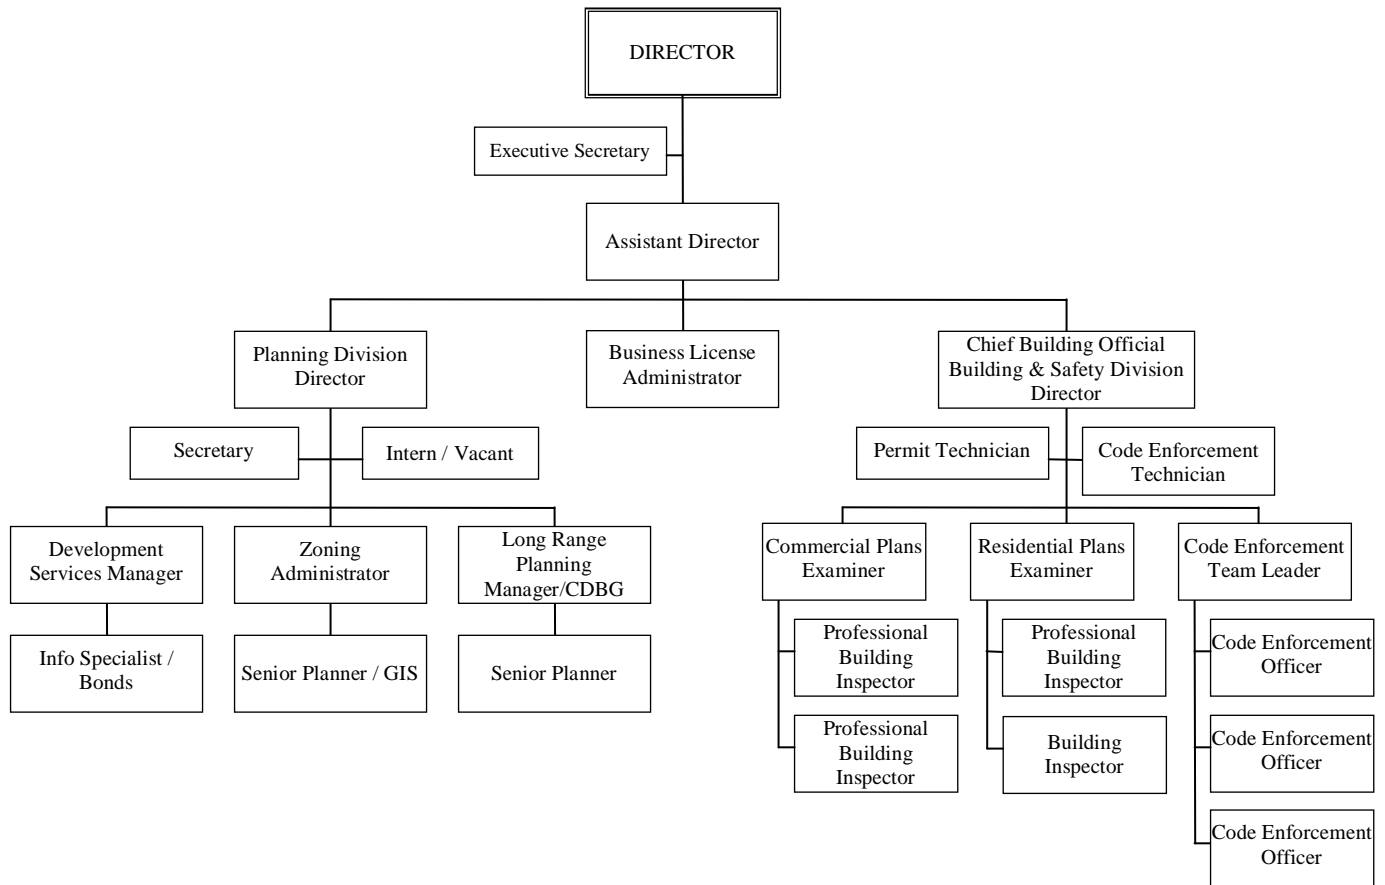 DIRECTOR
Executive Secretary
Assistant Director
Planning Division
Director
Business License
Administrator
Chief Building Official
Building & Safety Division
Director
Secretary
Intern / Vacant
Permit Technician
Code Enforcement
Technician
Development
Services Manager
Zoning
Administrator
Long Range
Planning
Manager/CDBG
Commercial Plans
Examiner
Residential Plans
Examiner
Code Enforcement
Team Leader
Info Specialist /
Bonds
Senior Planner / GIS
Senior Planner
Professional
Building
Inspector
Professional
Building
Inspector
Code Enforcement
Officer
Professional
Building
Inspector
Building
Inspector
Code Enforcement
Officer
Code Enforcement
Officer